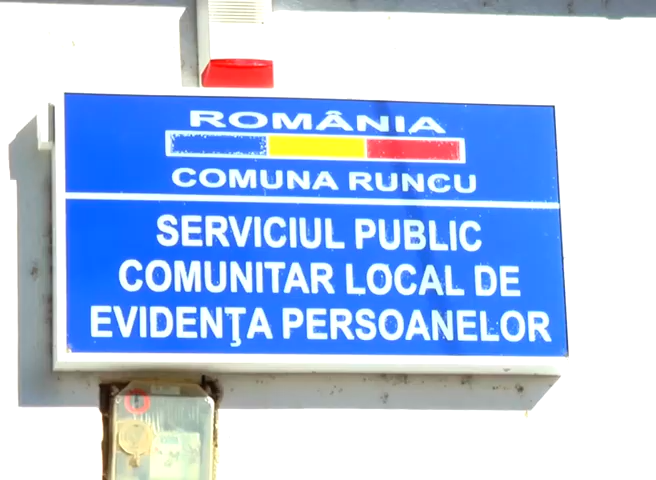 ROMÂNIA
COMUNA RUNCU
SERVICIUL PUBLIC
COMUNITAR LOCAL DE
EVIDENŢA PERSOANELOR